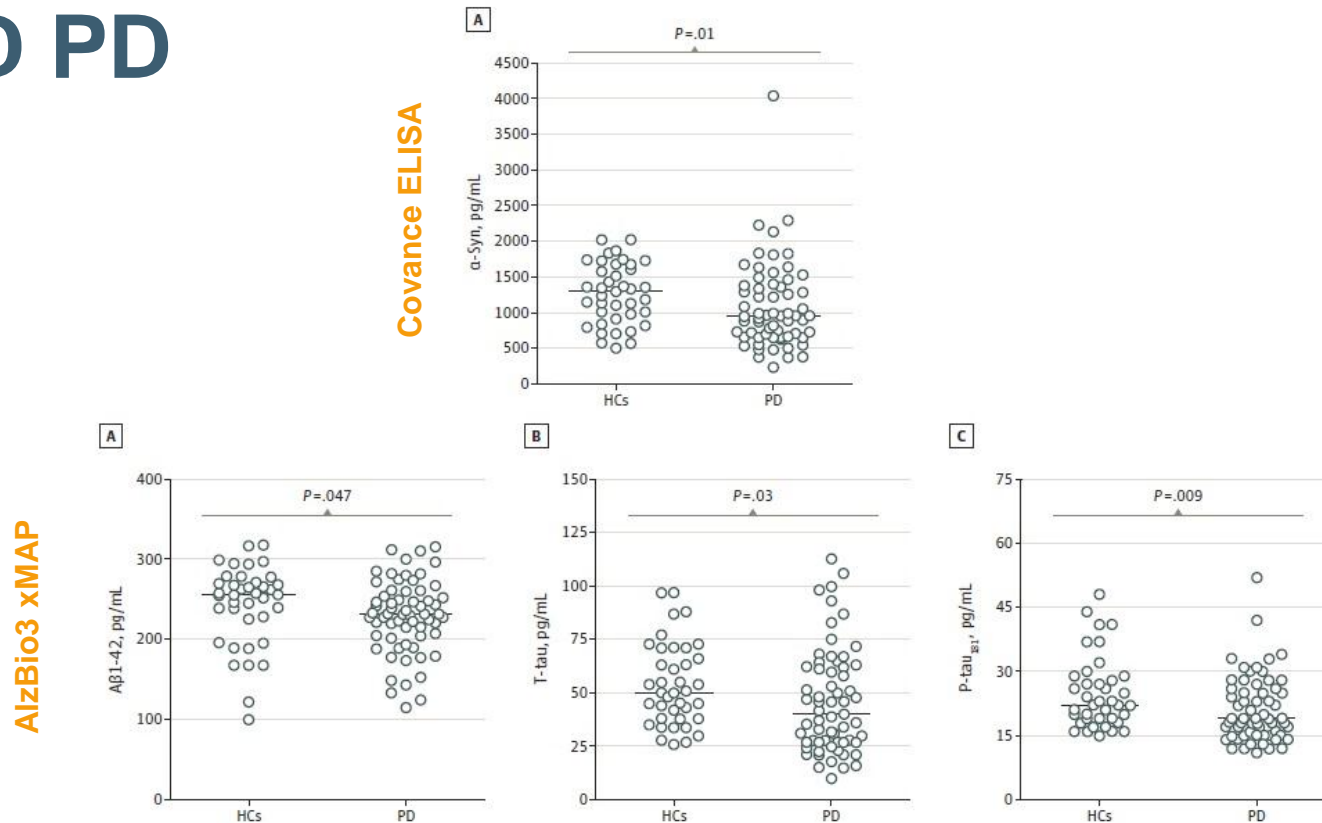 D PD
Covance ELISA
A
P=.01
α-Syn, pg/mL
4500
4000
3500
3000
2500
2000
1500
1000
500
0
HCs
PD
AlzBio3 xMAP
A
P=.047
Aβ1-42, pg/mL
400
300
200
100
0
HCs
PD
B
P=.03
T-tau, pg/mL
150
125
100
75
50
25
0
HCs
PD
C
P=.009
P-tau181, pg/mL
75
60
45
30
15
0
HCs
PD